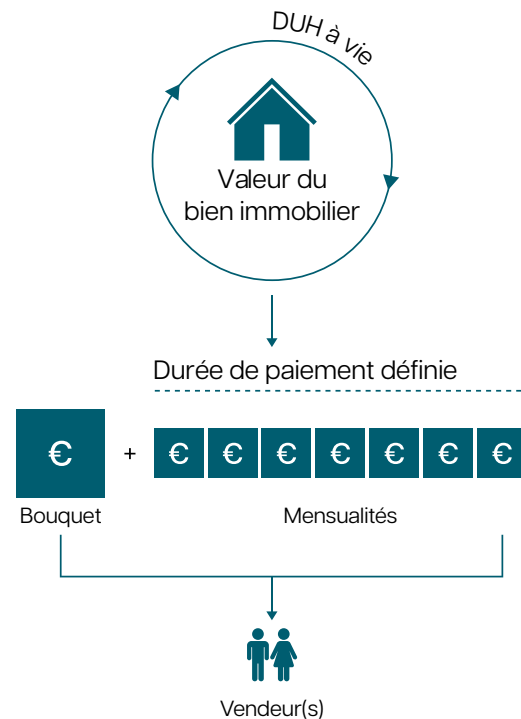 DUH à vie
Valeur du
bien immobilier
Durée de paiement définie
€ + € € € € € € €
Bouquet Mensualités
Vendeur(s)